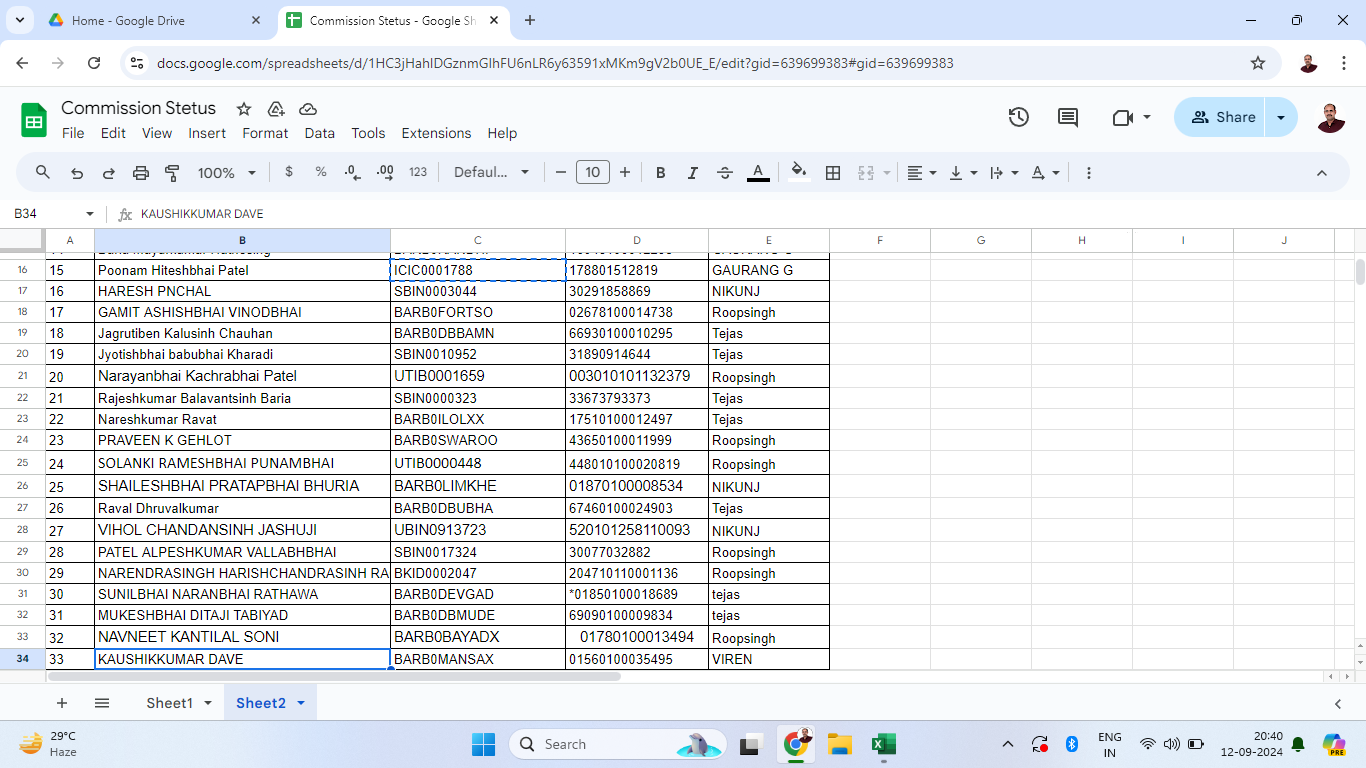 Home - Google Drive
Commission Stetus - Google Sh
docs.google.com/spreadsheets/d/1HC3jHahIDGznmGIhFU6nLR6y63591xMKm9gV2b0UE_E/edit?gid=639699383#gid=639699383
Commission Stetus
File Edit View Insert Format Data Tools Extensions Help
Share
100% $ % .0 .00 123 Defaul... 10 B I A A
B34 fx KAUSHIKKUMAR DAVE
A B C D E F G H I J
16 15 Poonam Hiteshbhai Patel ICIC0001788 178801512819 GAURANG G
17 16 HARESH PNCHAL SBIN0003044 30291858869 NIKUNJ
18 17 GAMIT ASHISHBHAI VINODBHAI BARB0FORTSO 02678100014738 Roopsingh
19 18 Jagrutiben Kalusinh Chauhan BARB0DBBAMN 66930100010295 Tejas
20 19 Jyotishbhai babubhai Kharadi SBIN0010952 31890914644 Tejas
21 20 Narayanbhai Kachrabhai Patel UTIB0001659 003010101132379 Roopsingh
22 21 Rajeshkumar Balavantsinh Baria SBIN0000323 33673793373 Tejas
23 22 Nareshkumar Ravat BARB0ILOLXX 17510100012497 Tejas
24 23 PRAVEEN K GEHLOT BARB0SWAROO 43650100011999 Roopsingh
25 24 SOLANKI RAMESHBHAI PUNAMBHAI UTIB0000448 448010100020819 Roopsingh
26 25 SHAILESHBHAI PRATAPBHAI BHURIA BARB0LIMKHE 01870100008534 NIKUNJ
27 26 Raval Dhruvalkumar BARB0DBUBHA 67460100024903 Tejas
28 27 VIHOL CHANDANSINH JASHUJI UBIN0913723 520101258110093 NIKUNJ
29 28 PATEL ALPESHKUMAR VALLABHBHAI SBIN0017324 30077032882 Roopsingh
30 29 NARENDRASINGH HARISHCHANDRASINH RA BKID0002047 204710110001136 Roopsingh
31 30 SUNILBHAI NARANBHAI RATHAWA BARB0DEVGAD *01850100018689 tejas
32 31 MUKESHBHAI DITAJI TABIYAD BARB0DBMUDE 69090100009834 tejas
33 32 NAVNEET KANTILAL SONI BARB0BAYADX 01780100013494 Roopsingh
34 33 KAUSHIKKUMAR DAVE BARB0MANSAX 01560100035495 VIREN
Sheet1 Sheet2
29°C
Haze
Search
ENG
IN
20:40
12-09-2024
PRE